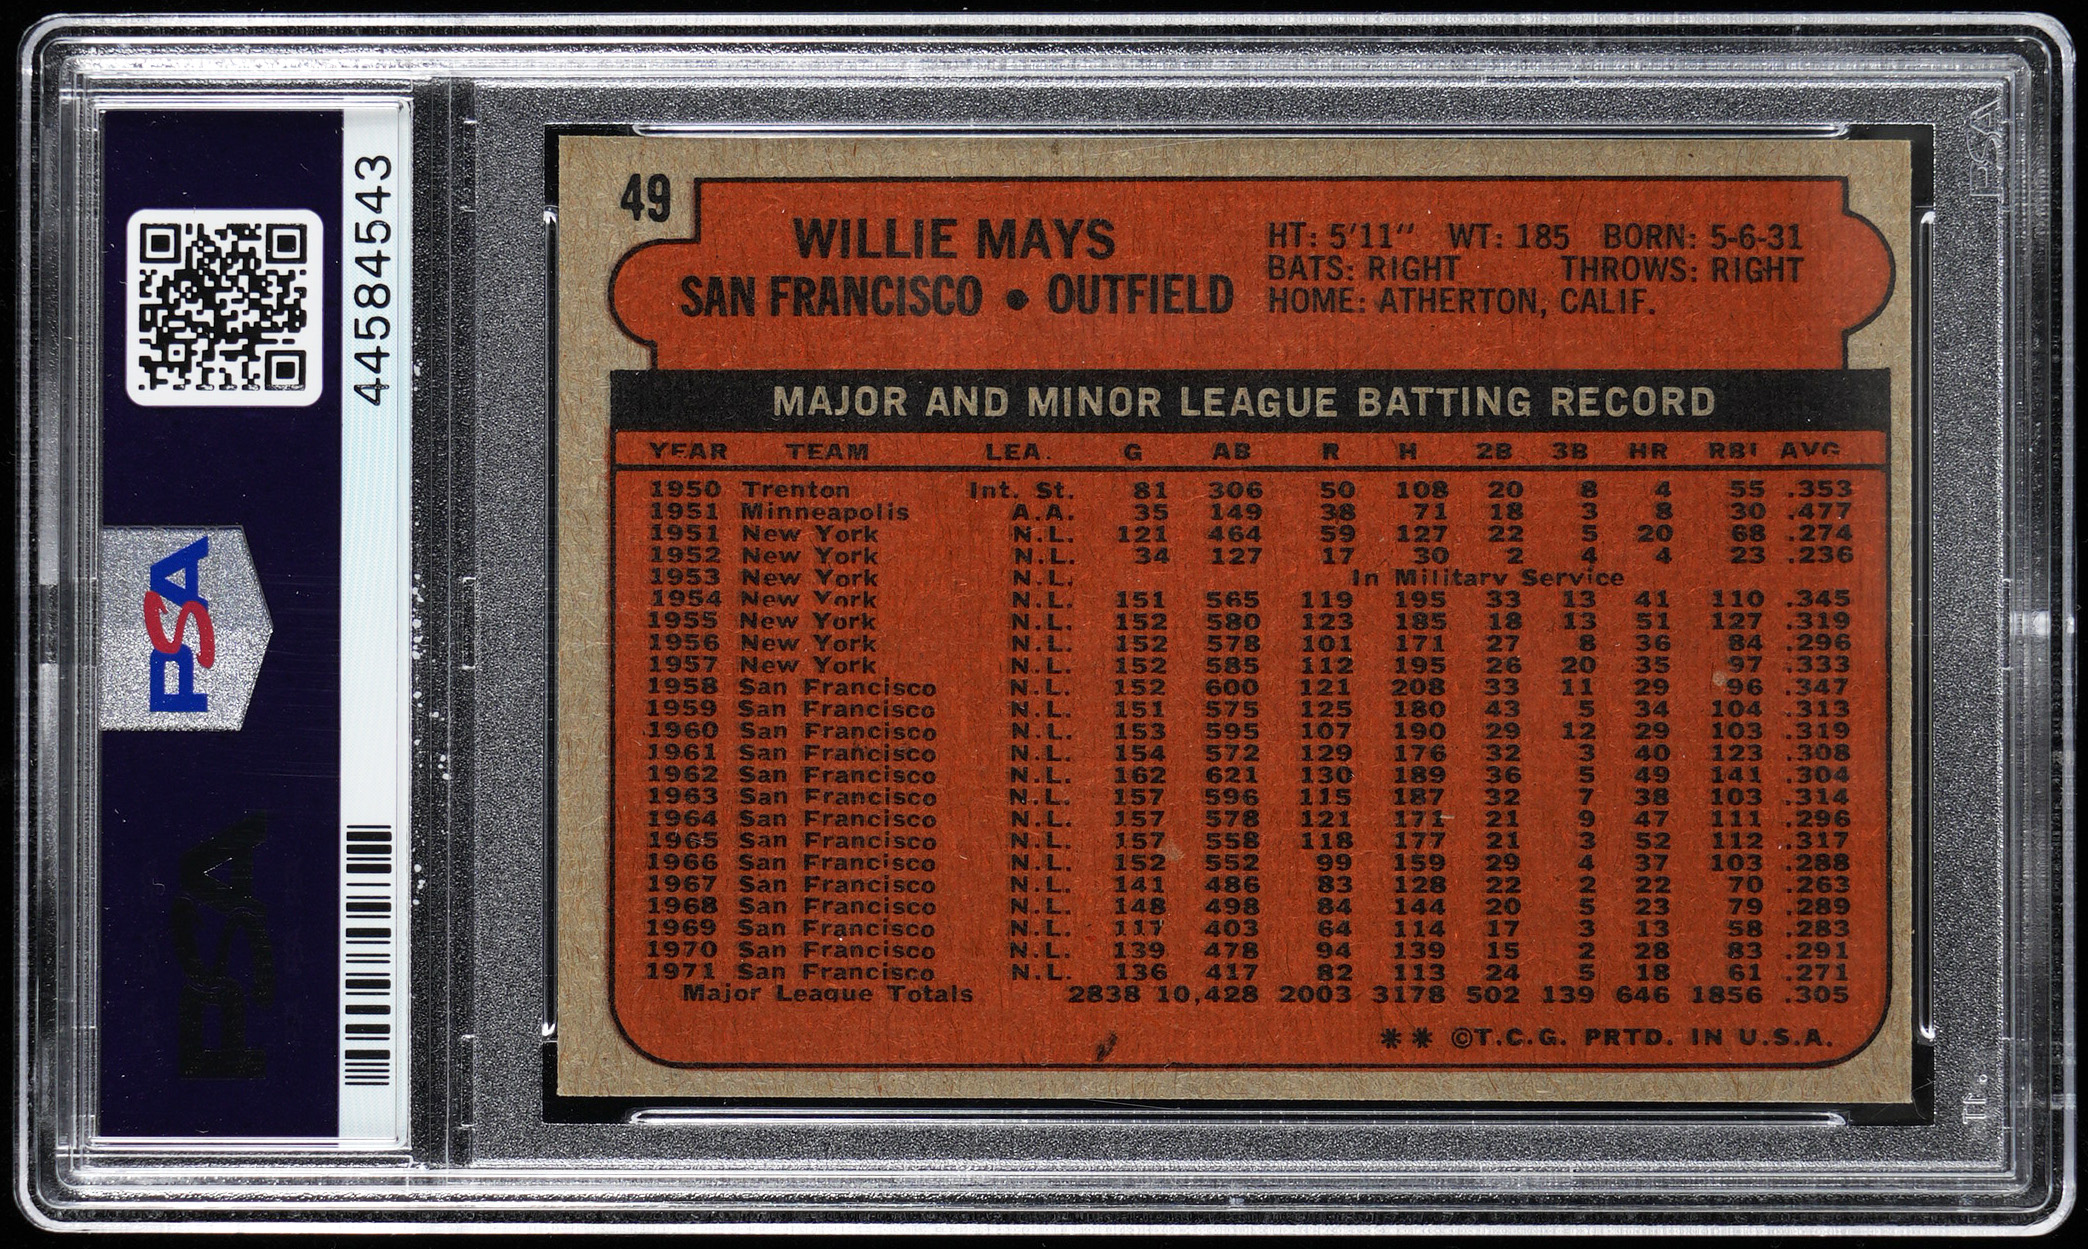 44584543
PSA
PSA
49
WILLIE MAYS
SAN FRANCISCO • OUTFIELD
HT: 5'11" WT: 185 BORN: 5-6-31
BATS: RIGHT THROWS: RIGHT
HOME: ATHERTON, CALIF.
MAJOR AND MINOR LEAGUE BATTING RECORD
YEAR TEAM LEA. G AB R H 2B 3B HR RBI AVG
1950 Trenton Int. St. 81 306 50 108 20 8 4 55 .353
1951 Minneapolis A.A. 35 149 38 71 18 3 8 30 .477
1951 New York N.L. 121 464 59 127 22 5 20 68 .274
1952 New York N.L. 34 127 17 30 2 4 4 23 .236
1953 New York N.L. In Military Service
1954 New York N.L. 151 565 119 195 33 13 41 110 .345
1955 New York N.L. 152 580 123 185 18 13 51 127 .319
1956 New York N.L. 152 578 101 171 27 8 36 84 .296
1957 New York N.L. 152 585 112 195 26 20 35 97 .333
1958 San Francisco N.L. 152 600 121 208 33 11 29 96 .347
1959 San Francisco N.L. 151 575 125 180 43 5 34 104 .313
1960 San Francisco N.L. 153 595 107 190 29 12 29 103 .319
1961 San Francisco N.L. 154 572 129 176 32 3 40 123 .308
1962 San Francisco N.L. 162 621 130 189 36 5 49 141 .304
1963 San Francisco N.L. 157 596 115 187 32 7 38 103 .314
1964 San Francisco N.L. 157 578 121 171 21 9 47 111 .296
1965 San Francisco N.L. 157 558 118 177 21 3 52 112 .317
1966 San Francisco N.L. 152 552 99 159 29 4 37 103 .288
1967 San Francisco N.L. 141 486 83 128 22 2 22 70 .263
1968 San Francisco N.L. 148 498 84 144 20 5 23 79 .289
1969 San Francisco N.L. 117 403 64 114 17 3 13 58 .283
1970 San Francisco N.L. 139 478 94 139 15 2 28 83 .291
1971 San Francisco N.L. 136 417 82 113 24 5 18 61 .271
Major League Totals 2838 10,428 2003 3178 502 139 646 1856 .305
** ©T.C.G. PRTD. IN U.S.A.
PSA